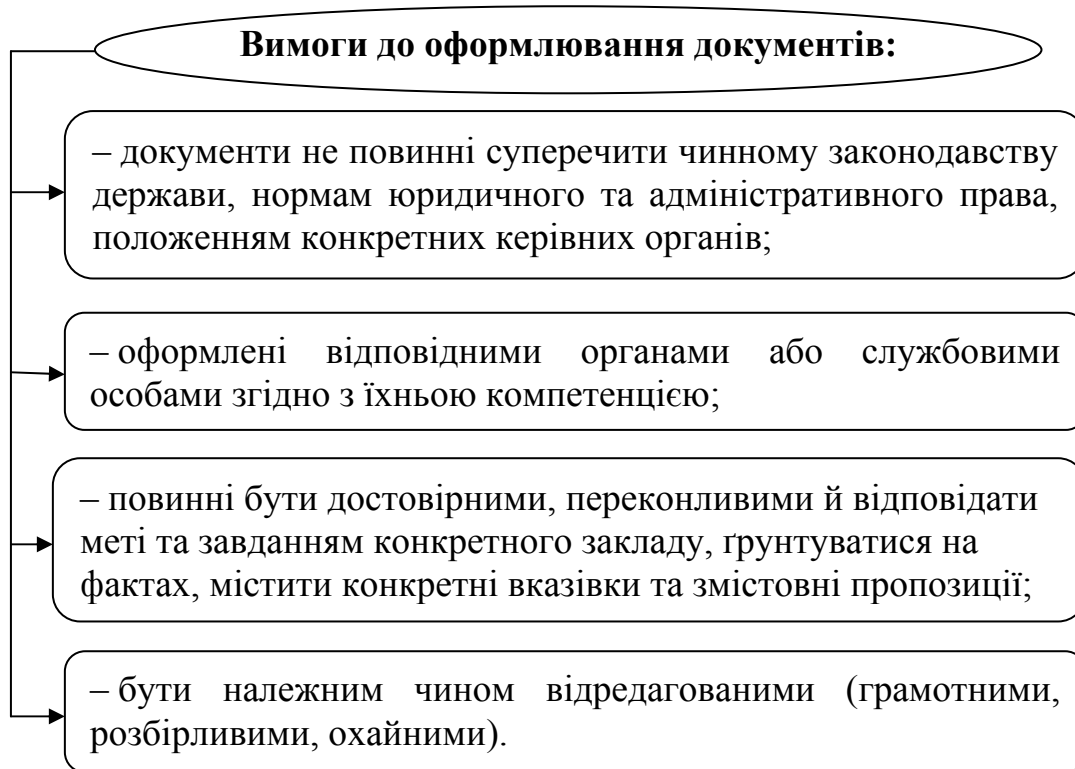 Вимоги до оформлювання документів:
– документи не повинні суперечити чинному законодавству
держави, нормам юридичного та адміністративного права,
положенням конкретних керівних органів;
– оформлені відповідними органами або службовими
особами згідно з їхньою компетенцією;
– повинні бути достовірними, переконливими й відповідати
меті та завданням конкретного закладу, ґрунтуватися на
фактах, містити конкретні вказівки та змістовні пропозиції;
– бути належним чином відредагованими (грамотними,
розбірливими, охайними).